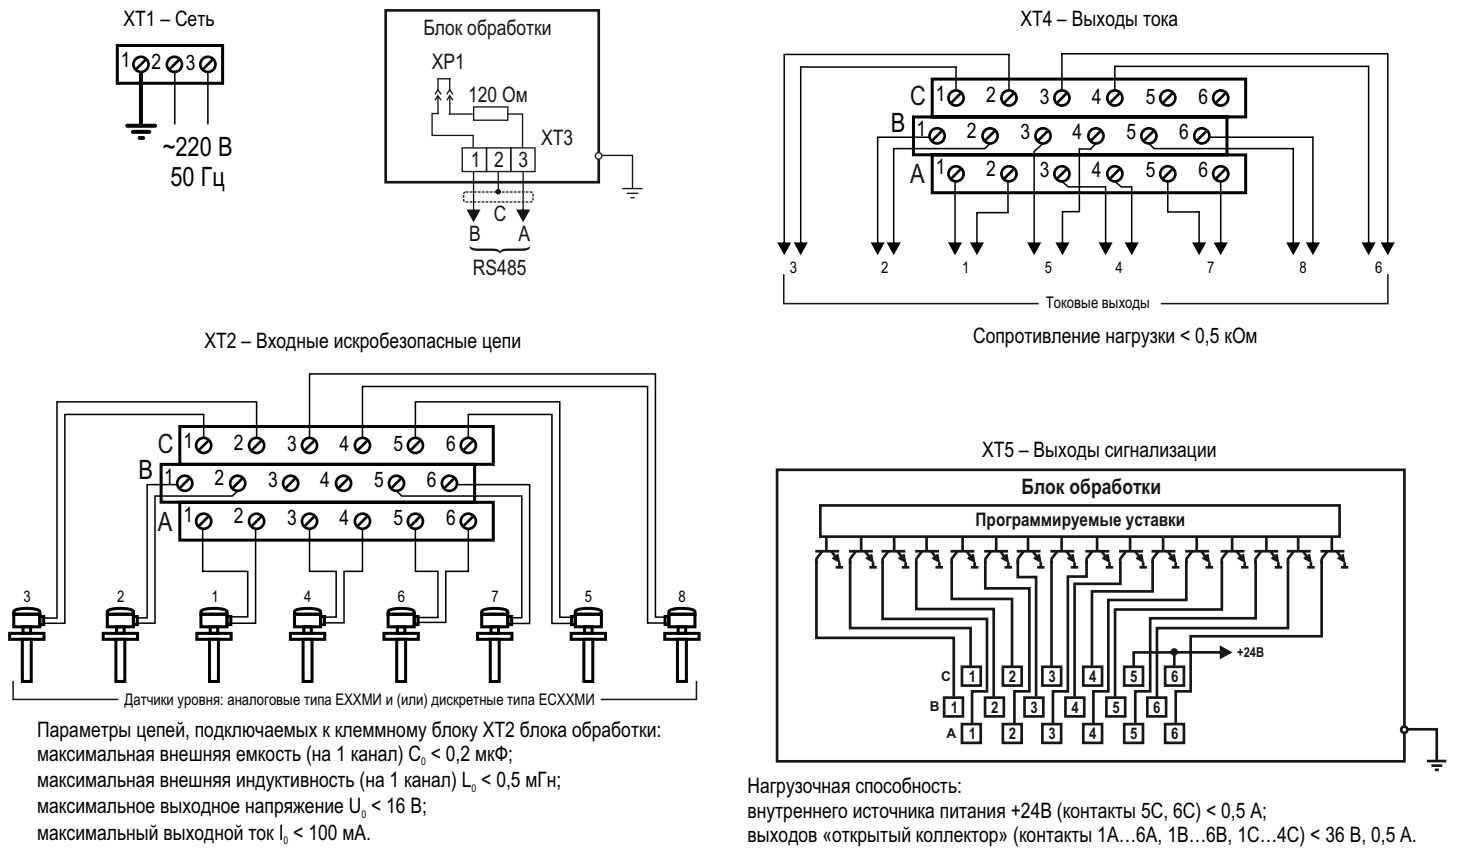 XT1 – Сеть
1 2 3
~220 В
50 Гц
Блок обработки
XP1
120 Ом
XT3
1 2 3
C
B A
RS485
XT4 – Выходы тока
C 1 2 3 4 5 6
B 1 2 3 4 5 6
A 1 2 3 4 5 6
3 2 1 5 4 7 8 6
Токовые выходы
Сопротивление нагрузки < 0,5 кОм
XT2 – Входные искробезопасные цепи
C 1 2 3 4 5 6
B 1 2 3 4 5 6
A 1 2 3 4 5 6
3 2 1 4 6 7 5 8
Датчики уровня: аналоговые типа ЕХХМИ и (или) дискретные типа ЕСХХМИ
Параметры цепей, подключаемых к клеммному блоку XT2 блока обработки:
максимальная внешняя емкость (на 1 канал) C₀ < 0,2 мкФ;
максимальная внешняя индуктивность (на 1 канал) L₀ < 0,5 мГн;
максимальное выходное напряжение U₀ < 16 В;
максимальный выходной ток I₀ < 100 мА.
XT5 – Выходы сигнализации
Блок обработки
Программируемые уставки
+24В
C 1 2 3 4 5 6
B 1 2 3 4 5 6
A 1 2 3 4 5 6
Нагрузочная способность:
внутреннего источника питания +24В (контакты 5С, 6С) < 0,5 А;
выходов «открытый коллектор» (контакты 1А…6А, 1В…6В, 1С…4С) < 36 В, 0,5 А.